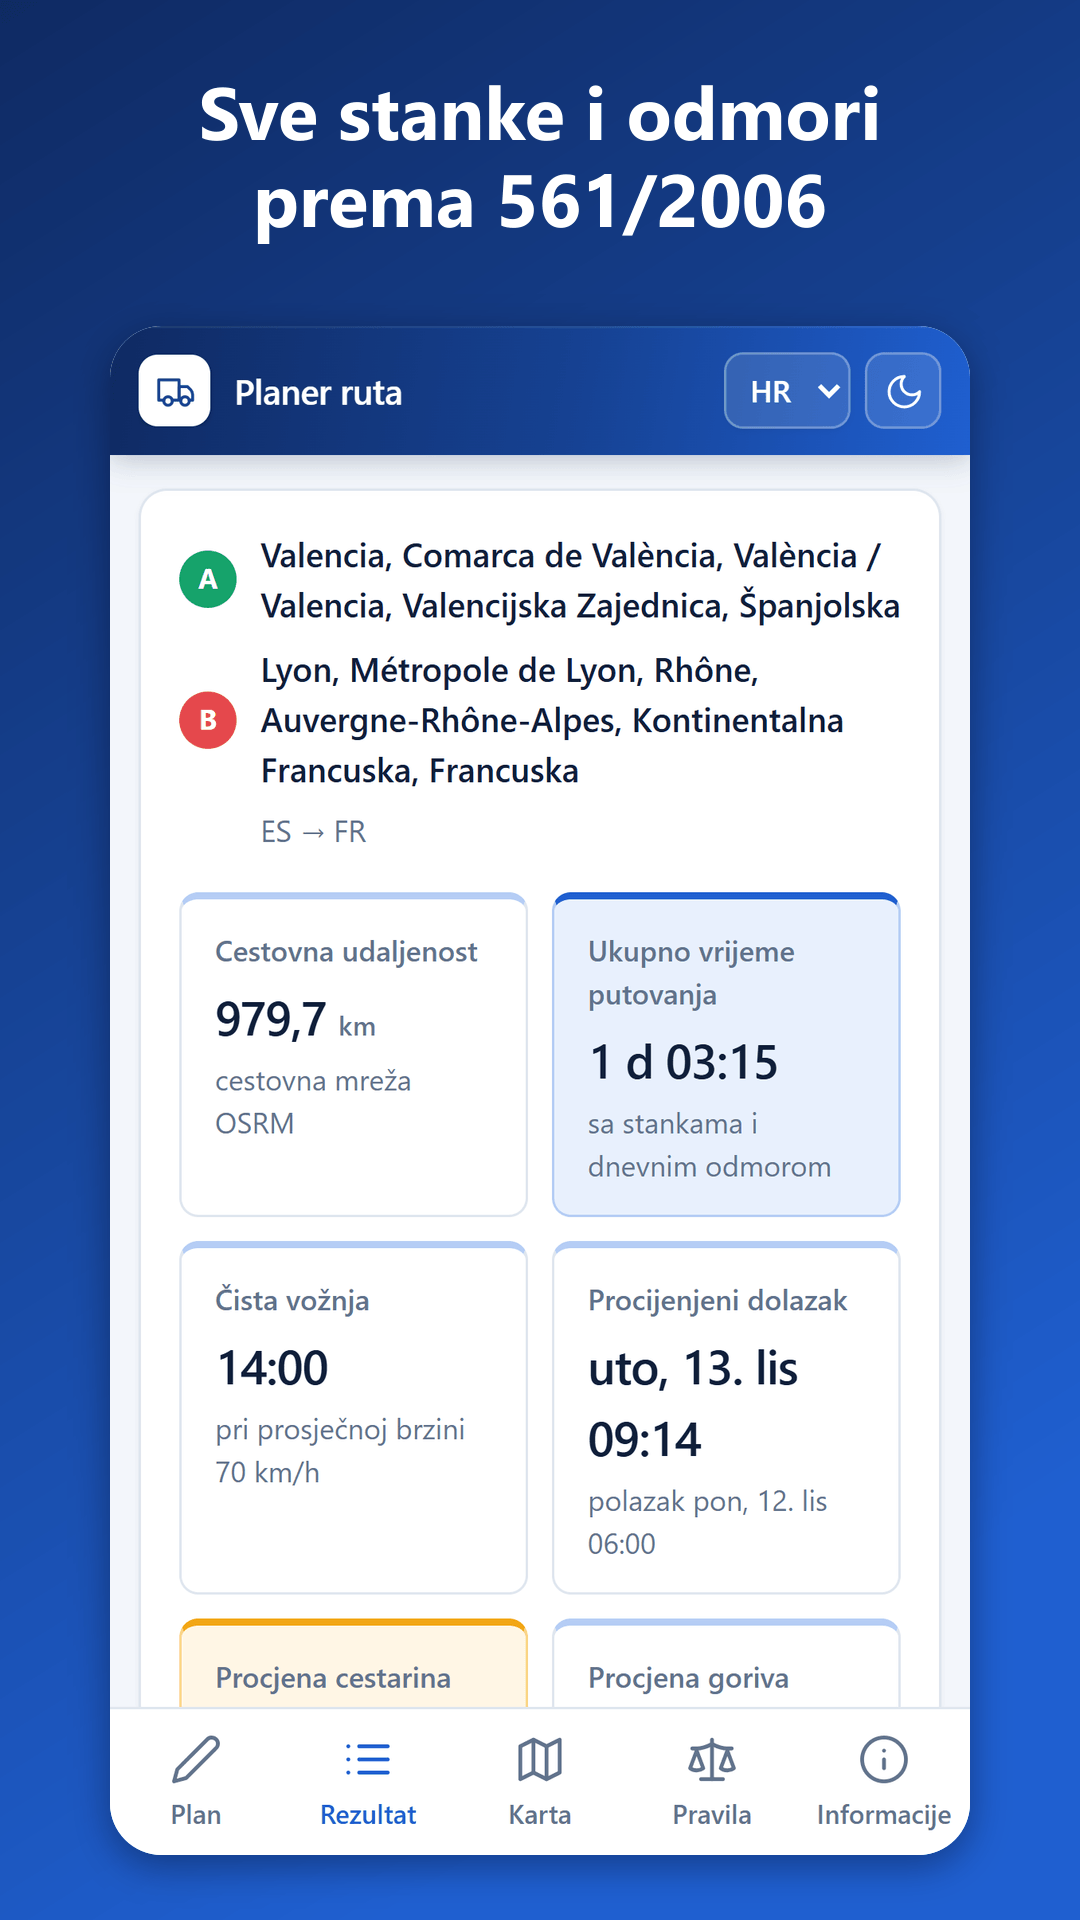 Sve stanke i odmori
prema 561/2006
Planer ruta
HR
A
Valencia, Comarca de València, València /
Valencia, Valencijska Zajednica, Španjolska
B
Lyon, Métropole de Lyon, Rhône,
Auvergne-Rhône-Alpes, Kontinentalna
Francuska, Francuska
ES → FR
Cestovna udaljenost
979,7 km
cestovna mreža
OSRM
Ukupno vrijeme
putovanja
1 d 03:15
sa stankama i
dnevnim odmorom
Čista vožnja
14:00
pri prosječnoj brzini
70 km/h
Procijenjeni dolazak
uto, 13. lis
09:14
polazak pon, 12. lis
06:00
Procjena cestarina
Procjena goriva
Plan
Rezultat
Karta
Pravila
Informacije